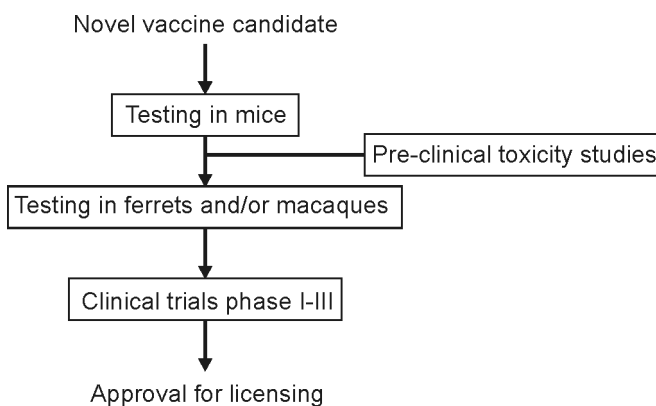 Novel vaccine candidate
Testing in mice
Pre-clinical toxicity studies
Testing in ferrets and/or macaques
Clinical trials phase I-III
Approval for licensing